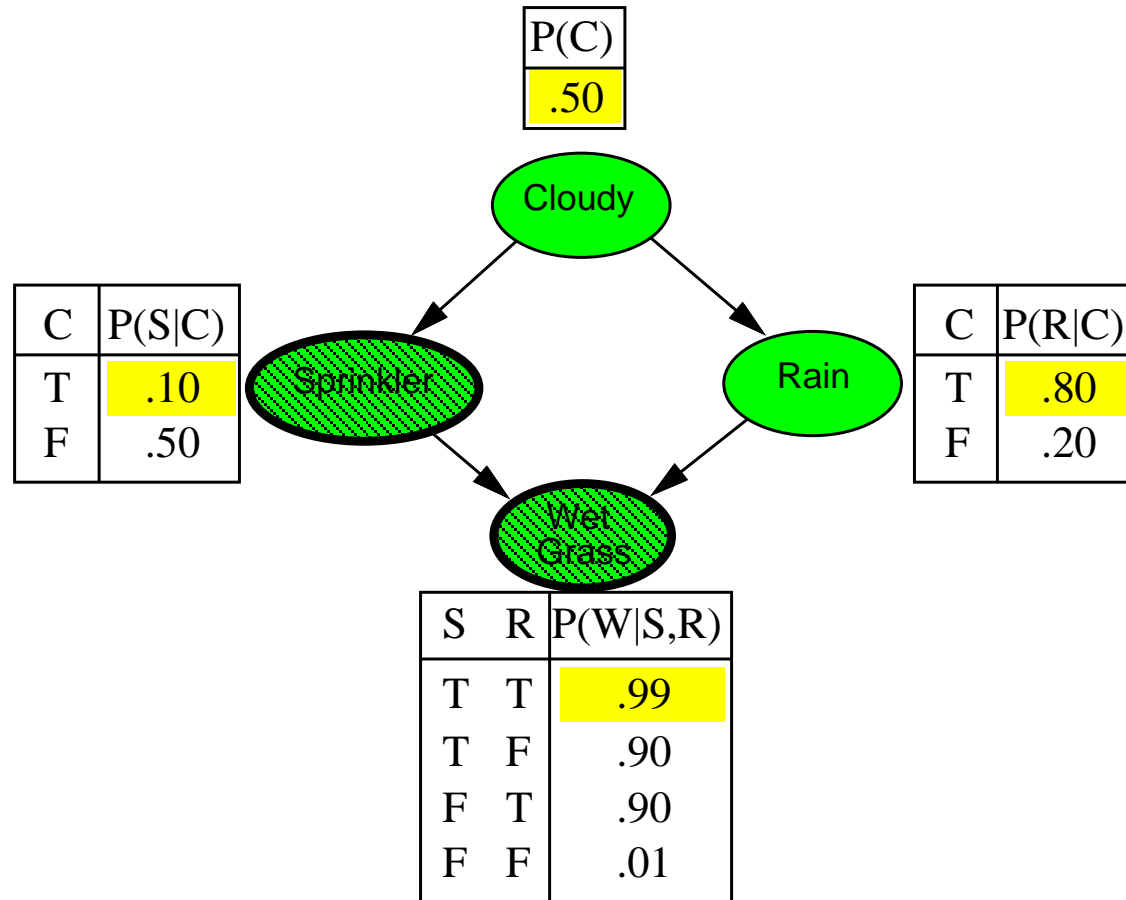 P(C)
.50
Cloudy
C P(S|C)
T .10
F .50
Sprinkler
Rain
C P(R|C)
T .80
F .20
Wet
Grass
S R P(W|S,R)
T T .99
T F .90
F T .90
F F .01